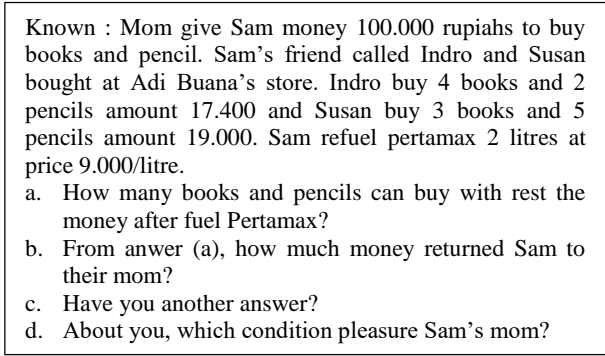 Known : Mom give Sam money 100.000 rupiahs to buy
books and pencil. Sam’s friend called Indro and Susan
bought at Adi Buana’s store. Indro buy 4 books and 2
pencils amount 17.400 and Susan buy 3 books and 5
pencils amount 19.000. Sam refuel pertamax 2 litres at
price 9.000/litre.
a. How many books and pencils can buy with rest the
money after fuel Pertamax?
b. From anwer (a), how much money returned Sam to
their mom?
c. Have you another answer?
d. About you, which condition pleasure Sam’s mom?